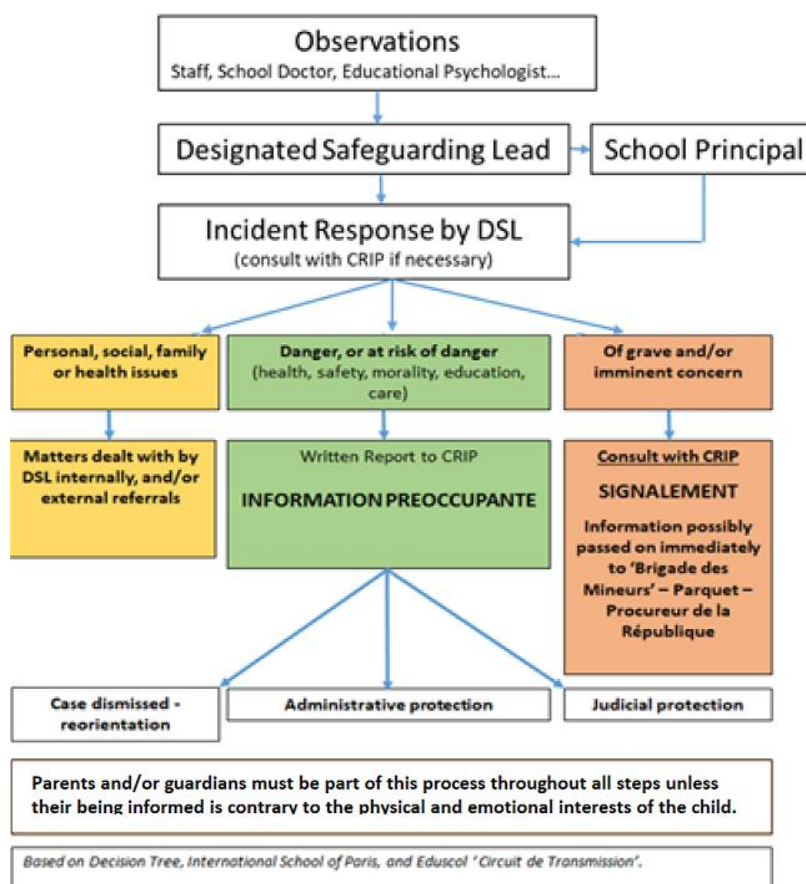 Observations
Staff, School Doctor, Educational Psychologist...
Designated Safeguarding Lead
School Principal
Incident Response by DSL
(consult with CRIP if necessary)
Personal, social, family
or health issues
Danger, or at risk of danger
(health, safety, morality, education,
care)
Of grave and/or
imminent concern
Matters dealt with by
DSL internally, and/or
external referrals
Written Report to CRIP
INFORMATION PREOCCUPANTE
Consult with CRIP
SIGNALEMENT
Information possibly
passed on immediately
to ‘Brigade des
Mineurs’ – Parquet –
Procureur de la
République
Case dismissed -
reorientation
Administrative protection
Judicial protection
Parents and/or guardians must be part of this process throughout all steps unless
their being informed is contrary to the physical and emotional interests of the child.
Based on Decision Tree, International School of Paris, and Eduscol ‘Circuit de Transmission’.